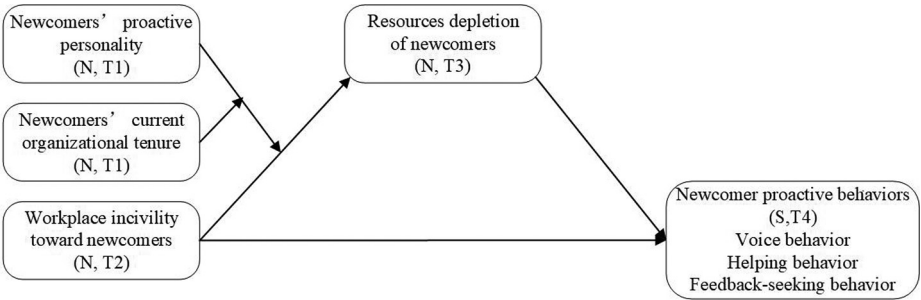 Newcomers’ proactive
personality
(N, T1)
Newcomers’ current
organizational tenure
(N, T1)
Workplace incivility
toward newcomers
(N, T2)
Resources depletion
of newcomers
(N, T3)
Newcomer proactive behaviors
(S,T4)
Voice behavior
Helping behavior
Feedback-seeking behavior